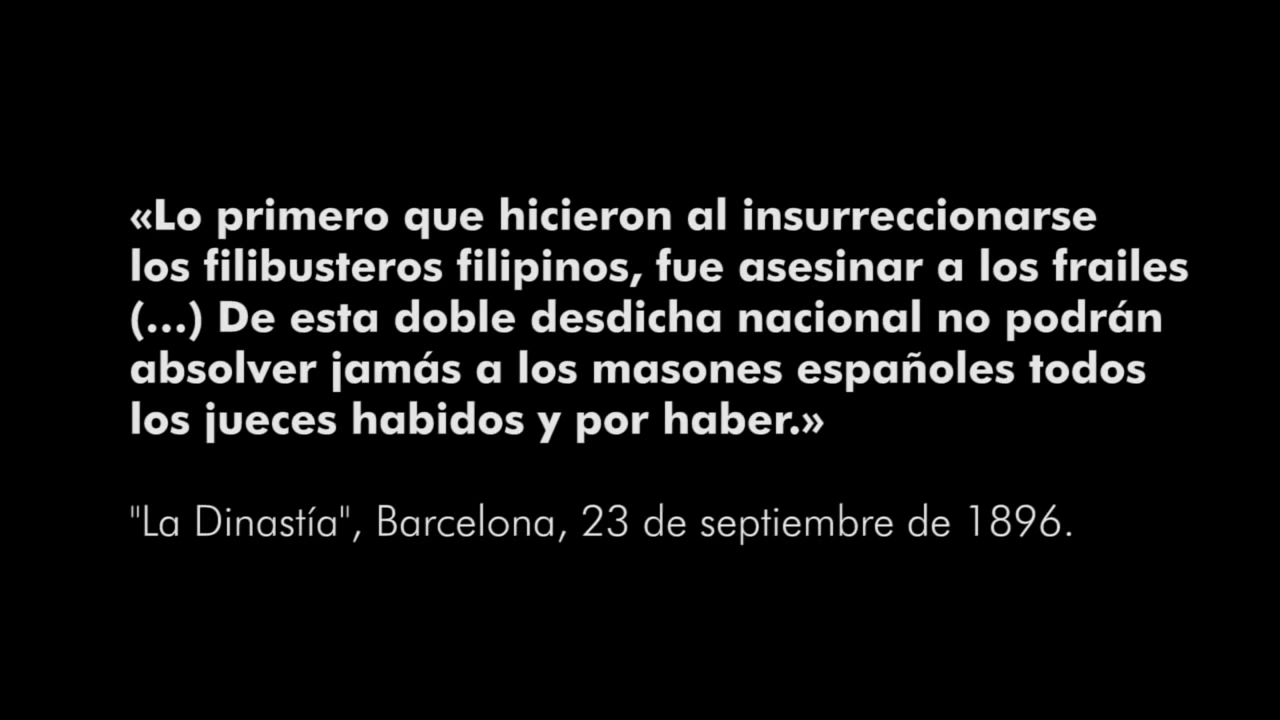 «Lo primero que hicieron al insurreccionarse
los filibusteros filipinos, fue asesinar a los frailes
(...) De esta doble desdicha nacional no podrán
absolver jamás a los masones españoles todos
los jueces habidos y por haber.»
"La Dinastía", Barcelona, 23 de septiembre de 1896.